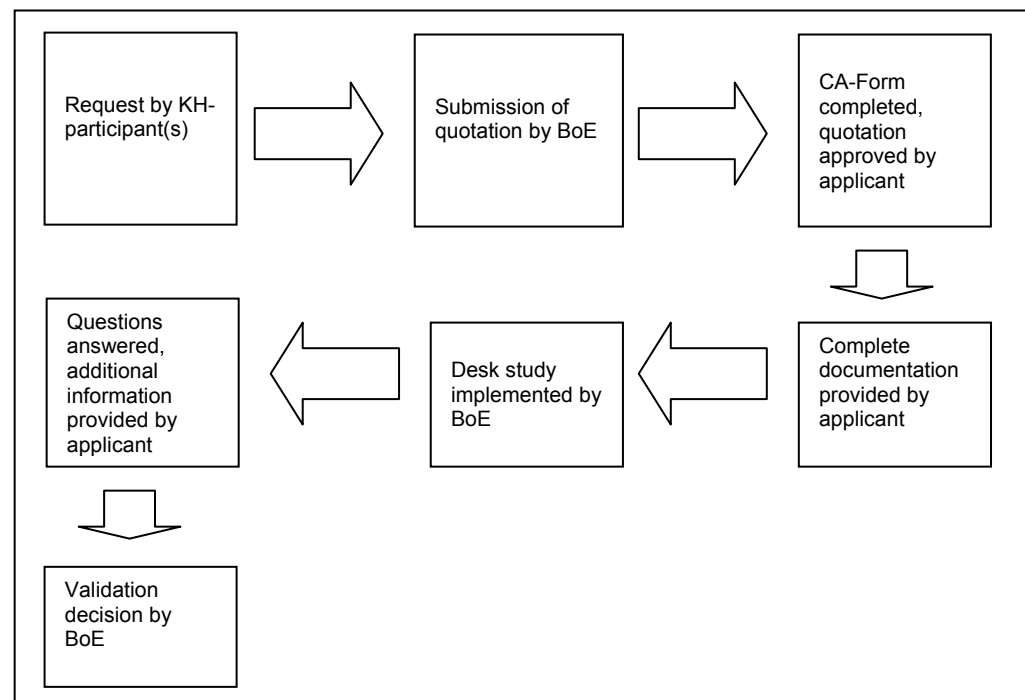 Request by KH-
participant(s)
Submission of
quotation by BoE
CA-Form
completed,
quotation
approved by
applicant
Complete
documentation
provided by
applicant
Desk study
implemented by
BoE
Questions
answered,
additional
information
provided by
applicant
Validation
decision by
BoE